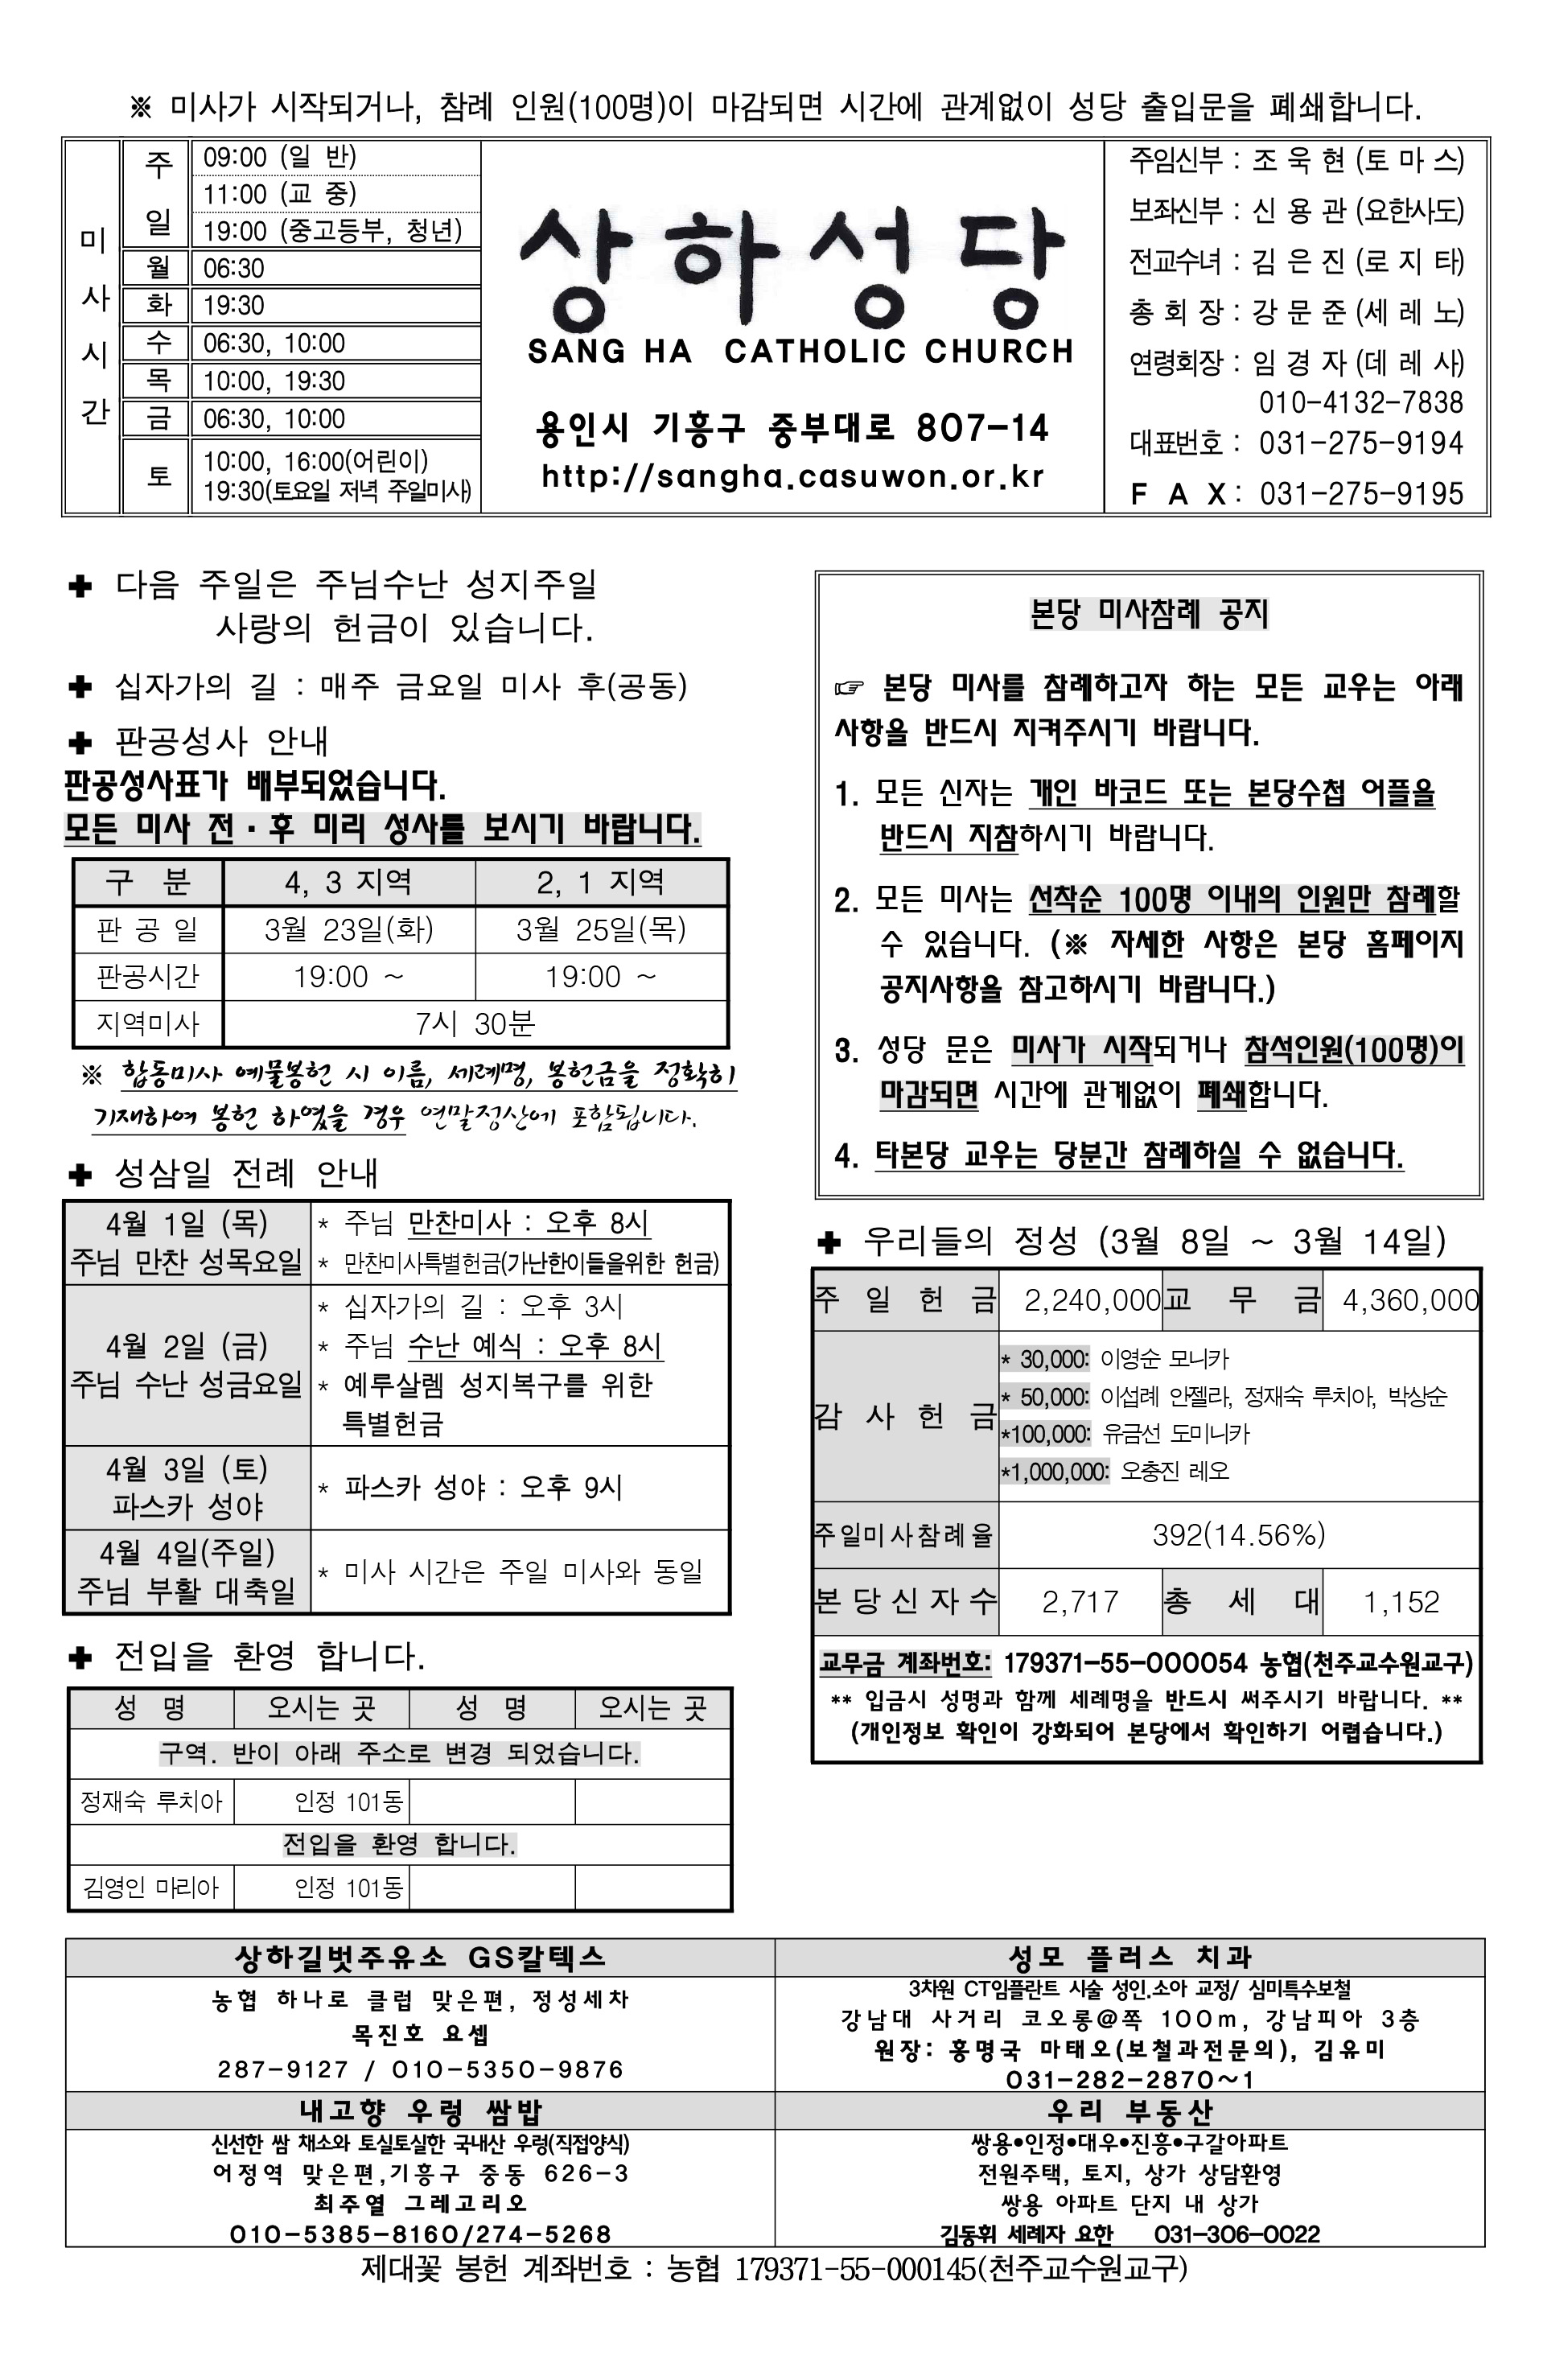 ※ 미사가 시작되거나, 참례 인원(100명)이 마감되면 시간에 관계없이 성당 출입문을 폐쇄합니다.
미사시간
주일
09:00 (일 반)
11:00 (교 중)
19:00 (중고등부, 청년)
월 06:30
화 19:30
수 06:30, 10:00
목 10:00, 19:30
금 06:30, 10:00
토 10:00, 16:00(어린이)
19:30(토요일 저녁 주일미사)
상하성당
SANG HA CATHOLIC CHURCH
용인시 기흥구 중부대로 807-14
http://sangha.casuwon.or.kr
주임신부 : 조 욱 현 (토 마 스)
보좌신부 : 신 용 관 (요한사도)
전교수녀 : 김 은 진 (로 지 타)
총 회 장 : 강 문 준 (세 레 노)
연령회장 : 임 경 자 (데 레 사)
010-4132-7838
대표번호 : 031-275-9194
F A X : 031-275-9195
✚ 다음 주일은 주님수난 성지주일
사랑의 헌금이 있습니다.
✚ 십자가의 길 : 매주 금요일 미사 후(공동)
✚ 판공성사 안내
판공성사표가 배부되었습니다.
모든 미사 전·후 미리 성사를 보시기 바랍니다.
구 분 4, 3 지역 2, 1 지역
판 공 일 3월 23일(화) 3월 25일(목)
판공시간 19:00 ~ 19:00 ~
지역미사 7시 30분
※ 합동미사 예물봉헌 시 이름, 세례명, 봉헌금을 정확히
기재하여 봉헌 하였을 경우 연말정산에 포함됩니다.
✚ 성삼일 전례 안내
4월 1일 (목)
주님 만찬 성목요일
* 주님 만찬미사 : 오후 8시
* 만찬미사특별헌금(가난한이들을위한 헌금)
4월 2일 (금)
주님 수난 성금요일
* 십자가의 길 : 오후 3시
* 주님 수난 예식 : 오후 8시
* 예루살렘 성지복구를 위한
특별헌금
4월 3일 (토)
파스카 성야
* 파스카 성야 : 오후 9시
4월 4일(주일)
주님 부활 대축일
* 미사 시간은 주일 미사와 동일
✚ 전입을 환영 합니다.
성 명 오시는 곳 성 명 오시는 곳
구역. 반이 아래 주소로 변경 되었습니다.
정재숙 루치아 인정 101동
전입을 환영 합니다.
김영인 마리아 인정 101동
본당 미사참례 공지
☞ 본당 미사를 참례하고자 하는 모든 교우는 아래
사항을 반드시 지켜주시기 바랍니다.
1. 모든 신자는 개인 바코드 또는 본당수첩 어플을
반드시 지참하시기 바랍니다.
2. 모든 미사는 선착순 100명 이내의 인원만 참례할
수 있습니다. (※ 자세한 사항은 본당 홈페이지
공지사항을 참고하시기 바랍니다.)
3. 성당 문은 미사가 시작되거나 참석인원(100명)이
마감되면 시간에 관계없이 폐쇄합니다.
4. 타본당 교우는 당분간 참례하실 수 없습니다.
✚ 우리들의 정성 (3월 8일 ~ 3월 14일)
주 일 헌 금 2,240,000 교 무 금 4,360,000
감 사 헌 금
* 30,000: 이영순 모니카
* 50,000: 이섭례 안젤라, 정재숙 루치아, 박상순
*100,000: 유금선 도미니카
*1,000,000: 오충진 레오
주일미사참례율 392(14.56%)
본당신자수 2,717 총 세 대 1,152
교무금 계좌번호: 179371-55-000054 농협(천주교수원교구)
** 입금시 성명과 함께 세례명을 반드시 써주시기 바랍니다. **
(개인정보 확인이 강화되어 본당에서 확인하기 어렵습니다.)
상하길벗주유소 GS칼텍스
농협 하나로 클럽 맞은편, 정성세차
목진호 요셉
287-9127 / 010-5350-9876
성모 플러스 치과
3차원 CT임플란트 시술 성인.소아 교정/ 심미특수보철
강남대 사거리 코오롱@쪽 100m, 강남피아 3층
원장: 홍명국 마태오(보철과전문의), 김유미
031-282-2870~1
내고향 우렁 쌈밥
신선한 쌈 채소와 토실토실한 국내산 우렁(직접양식)
어정역 맞은편,기흥구 중동 626-3
최주열 그레고리오
010-5385-8160/274-5268
우리 부동산
쌍용•인정•대우•진흥•구갈아파트
전원주택, 토지, 상가 상담환영
쌍용 아파트 단지 내 상가
김동휘 세례자 요한 031-306-0022
제대꽃 봉헌 계좌번호 : 농협 179371-55-000145(천주교수원교구)